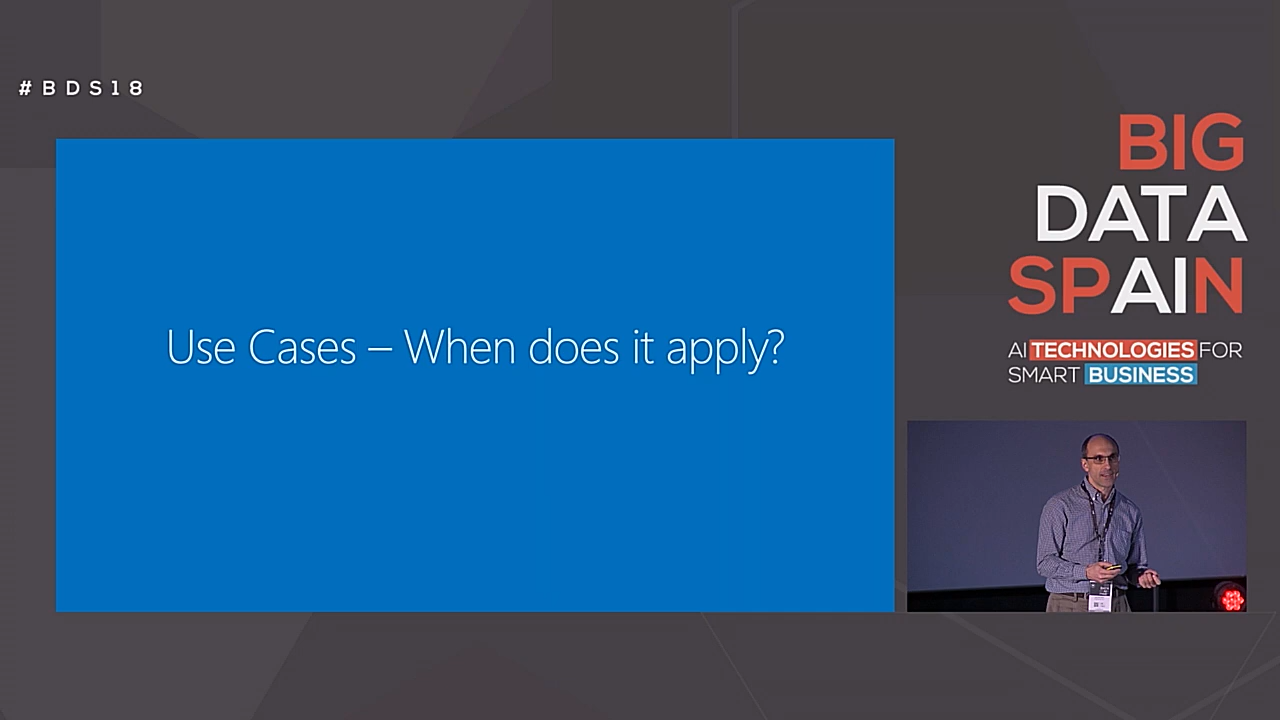 #BDS18
Use Cases – When does it apply?
BIG
DATA
SPAIN
AI TECHNOLOGIES FOR
SMART BUSINESS